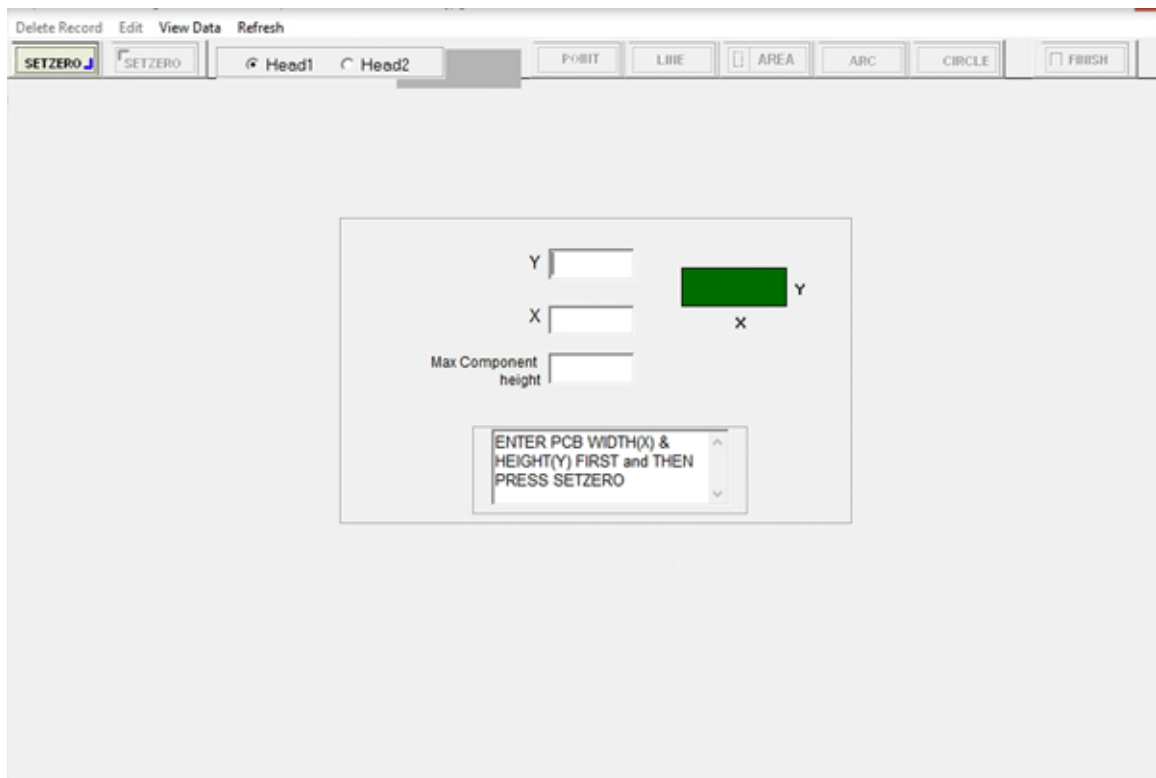 Delete Record Edit View Data Refresh
SETZERO SETZERO Head1 Head2 POINT LINE AREA ARC CIRCLE FINISH
Y
Y
X
X
Max Component
height
ENTER PCB WIDTH(X) &
HEIGHT(Y) FIRST and THEN
PRESS SETZERO